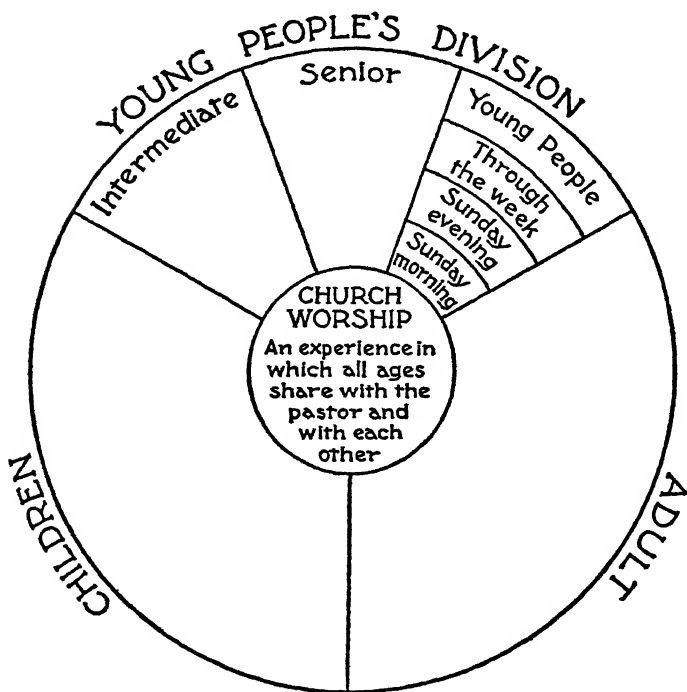 YOUNG PEOPLE'S DIVISION
Intermediate
Senior
Young People
Through
the week
Sunday
evening
Sunday
morning
CHURCH
WORSHIP
An experience in
which all ages
share with the
pastor and
with each
other
CHILDREN
ADULT